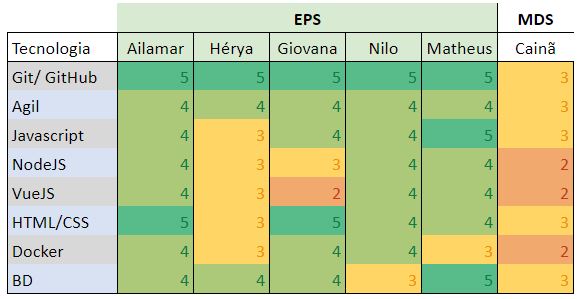 EPS MDS
Tecnologia Ailamar Hérya Giovana Nilo Matheus Cainã
Git/ GitHub 5 5 5 5 5 3
Agil 4 4 4 4 4 3
Javascript 4 3 4 4 5 3
NodeJS 4 3 3 4 4 2
VueJS 4 3 2 4 4 2
HTML/CSS 5 3 5 4 4 3
Docker 4 3 4 4 3 2
BD 4 4 4 3 5 3